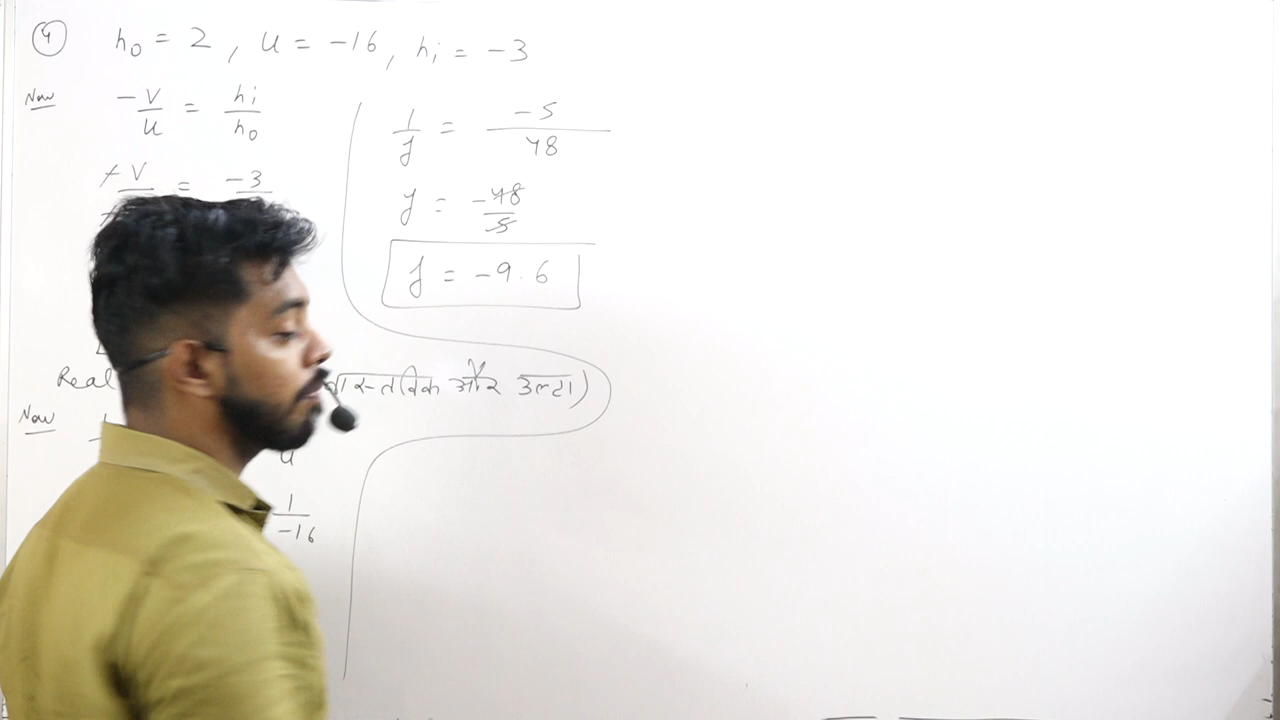 4 h₀ = 2 , u = -16 , hᵢ = -3
Now -v/u = hᵢ/h₀
+v = -3
Real वास्तविक और उल्टा)
Now
u
1/-16
1/f = -5/48
f = -48/5
f = -9.6